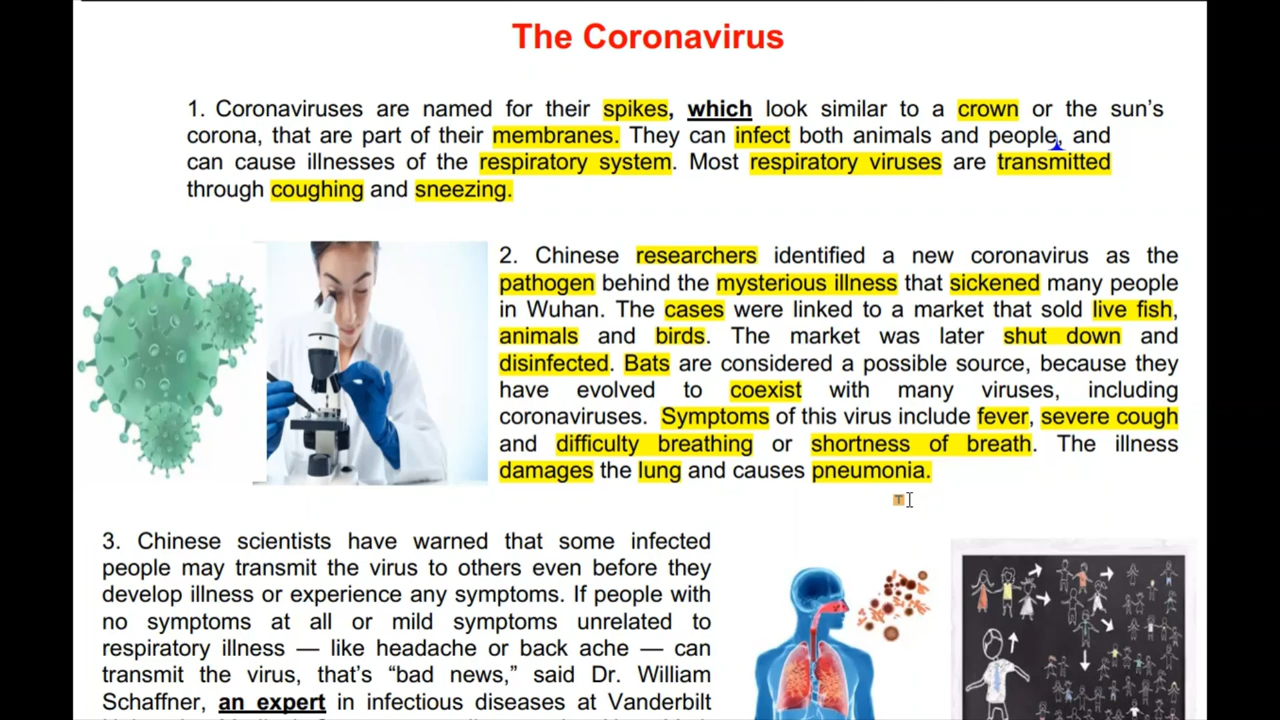 The Coronavirus
1. Coronaviruses are named for their spikes, which look similar to a crown or the sun's
corona, that are part of their membranes. They can infect both animals and people, and
can cause illnesses of the respiratory system. Most respiratory viruses are transmitted
through coughing and sneezing.
2. Chinese researchers identified a new coronavirus as the
pathogen behind the mysterious illness that sickened many people
in Wuhan. The cases were linked to a market that sold live fish,
animals and birds. The market was later shut down and
disinfected. Bats are considered a possible source, because they
have evolved to coexist with many viruses, including
coronaviruses. Symptoms of this virus include fever, severe cough
and difficulty breathing or shortness of breath. The illness
damages the lung and causes pneumonia.
3. Chinese scientists have warned that some infected
people may transmit the virus to others even before they
develop illness or experience any symptoms. If people with
no symptoms at all or mild symptoms unrelated to
respiratory illness — like headache or back ache — can
transmit the virus, that's “bad news,” said Dr. William
Schaffner, an expert in infectious diseases at Vanderbilt